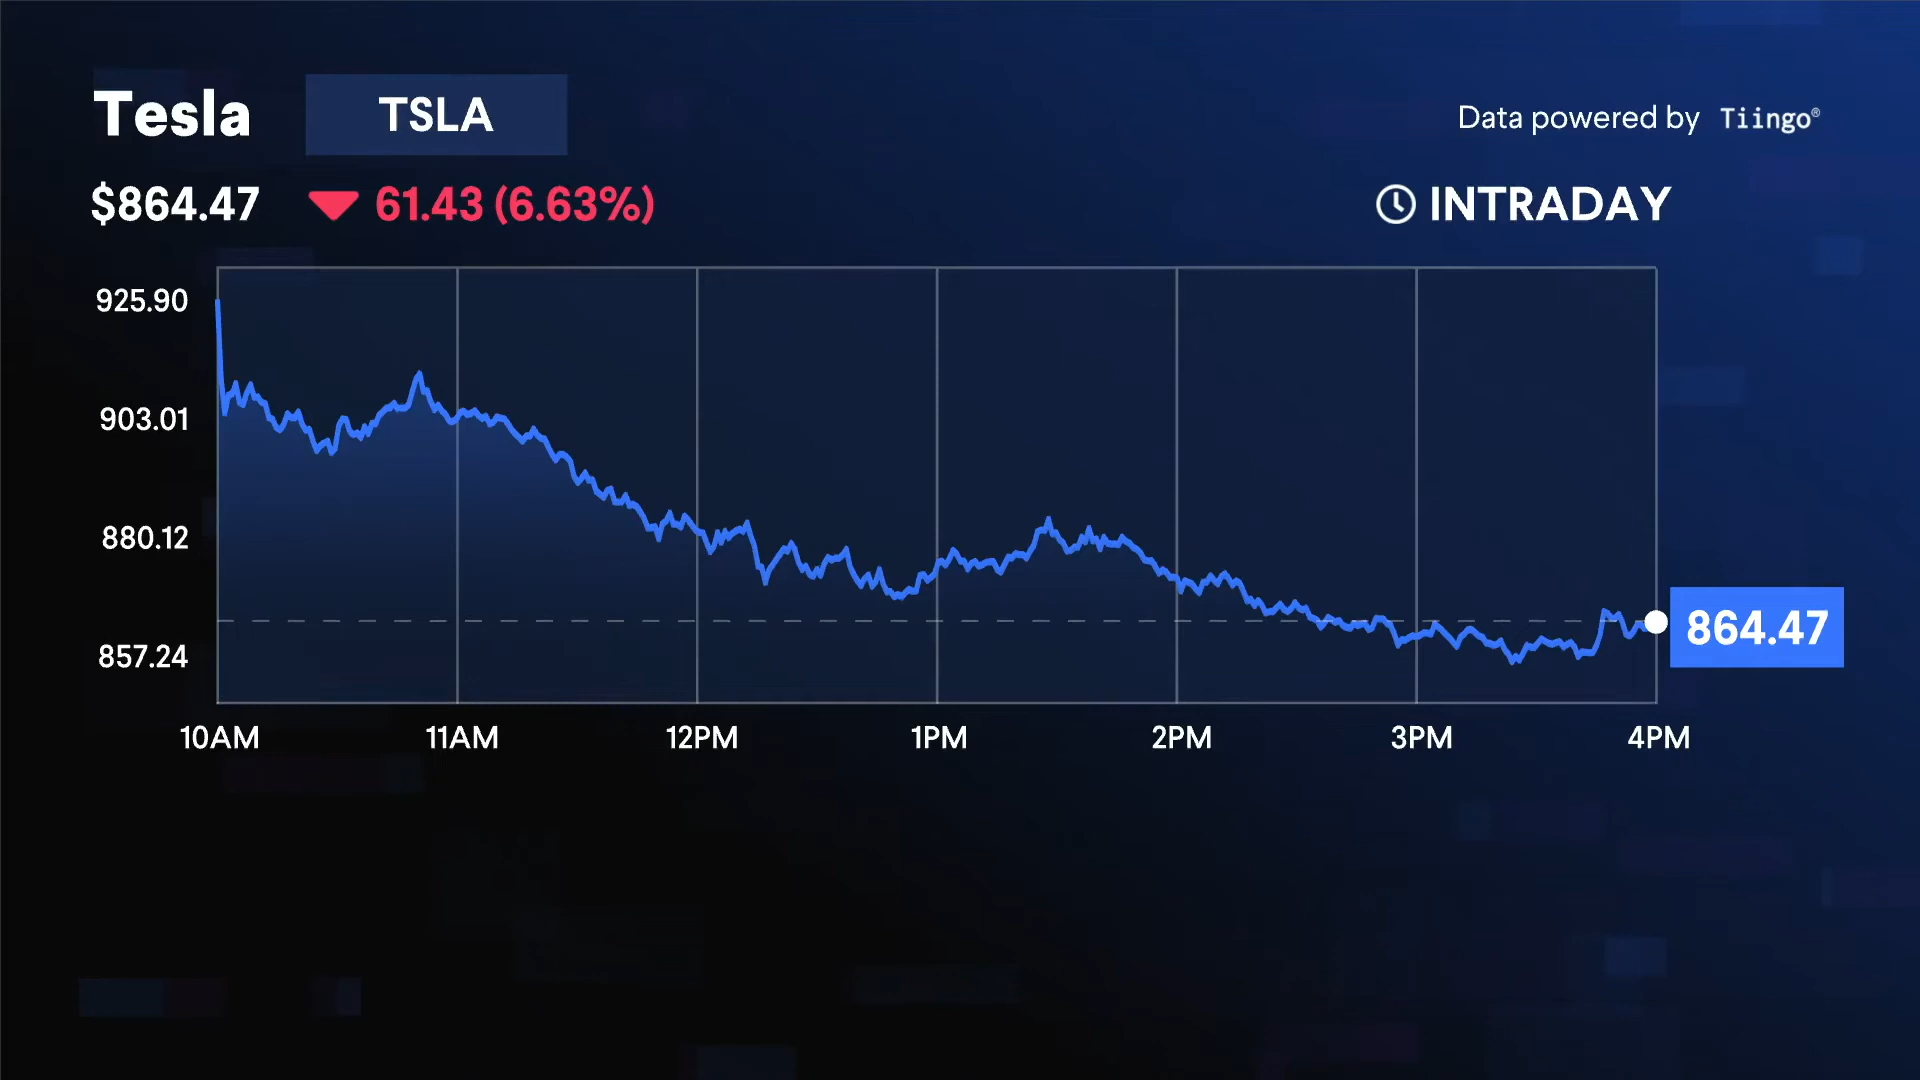 Tesla TSLA
Data powered by Tiingo®
$864.47 61.43 (6.63%)
INTRADAY
925.90
903.01
880.12
857.24
864.47
10AM 11AM 12PM 1PM 2PM 3PM 4PM